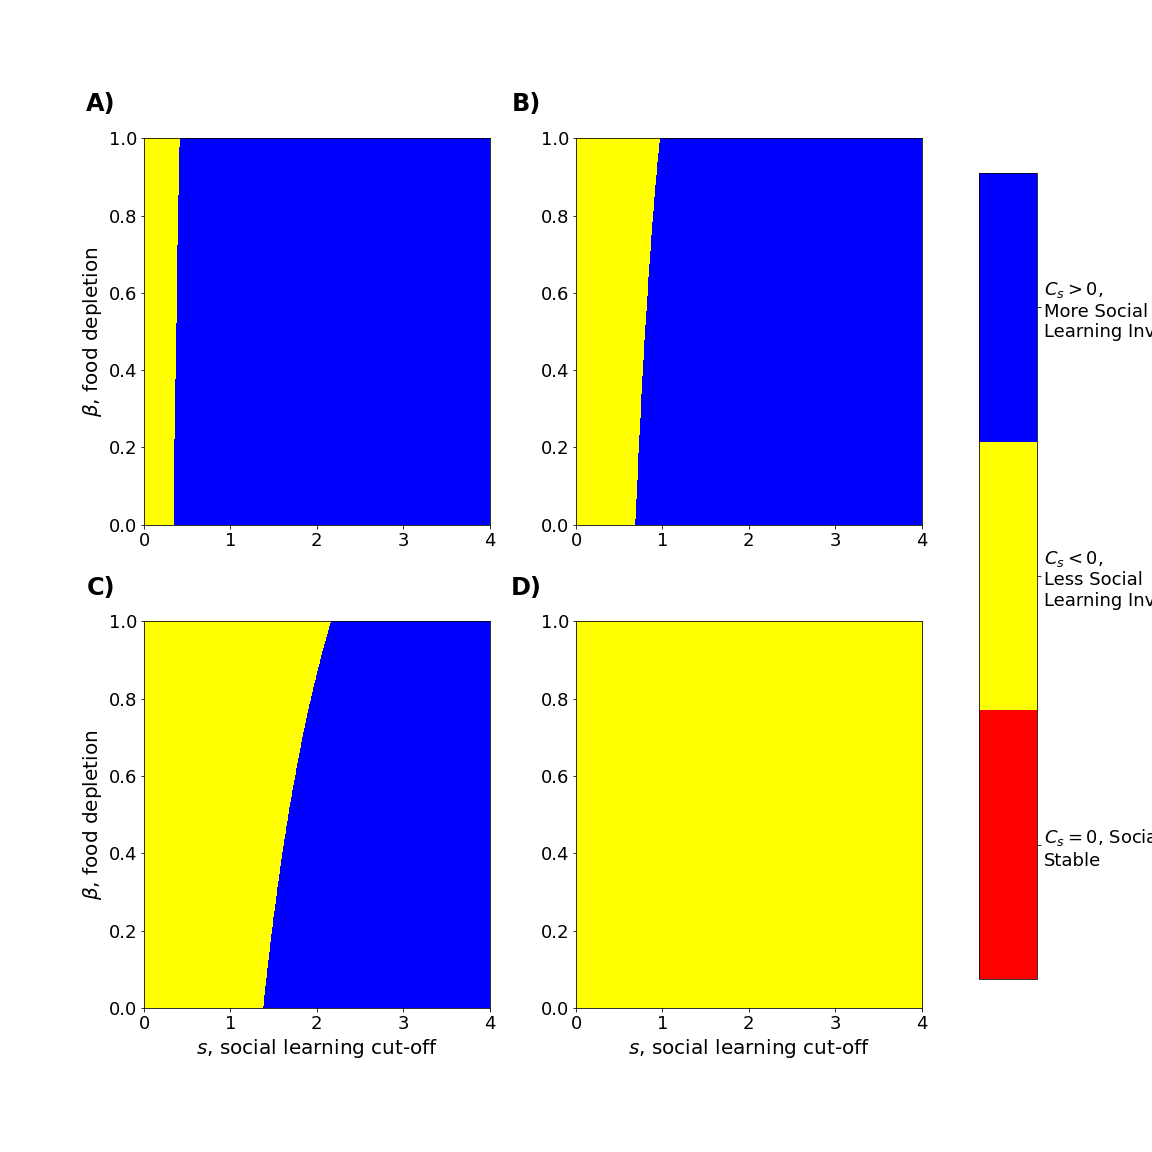 A)
B)
1.0
0.8
0.6
0.4
0.2
0.0
β, food depletion
0 1 2 3 4
1.0
0.8
0.6
0.4
0.2
0.0
0 1 2 3 4
C)
D)
1.0
0.8
0.6
0.4
0.2
0.0
β, food depletion
0 1 2 3 4
s, social learning cut-off
1.0
0.8
0.6
0.4
0.2
0.0
0 1 2 3 4
s, social learning cut-off
Cₛ > 0,
More Social
Learning Inv
Cₛ < 0,
Less Social
Learning Inv
Cₛ = 0, Socia
Stable